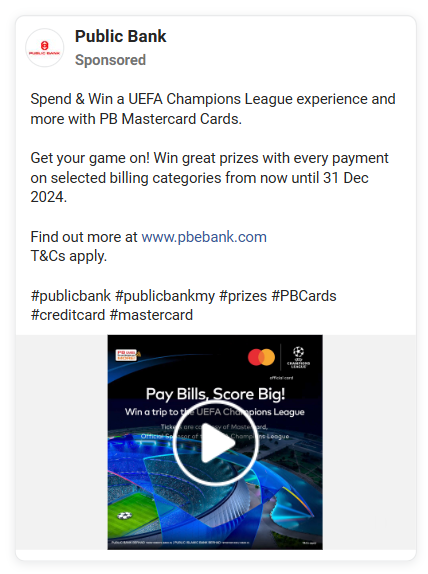 PUBLIC BANK
Public Bank
Sponsored
Spend & Win a UEFA Champions League experience and
more with PB Mastercard Cards.
Get your game on! Win great prizes with every payment
on selected billing categories from now until 31 Dec
2024.
Find out more at www.pbebank.com
T&Cs apply.
#publicbank #publicbankmy #prizes #PBCards
#creditcard #mastercard
CHAMPIONS
LEAGUE
official card
Pay Bills, Score Big!
Win a trip to the UEFA Champions League
Tickets are courtesy of Mastercard,
Official Sponsor of the UEFA Champions League